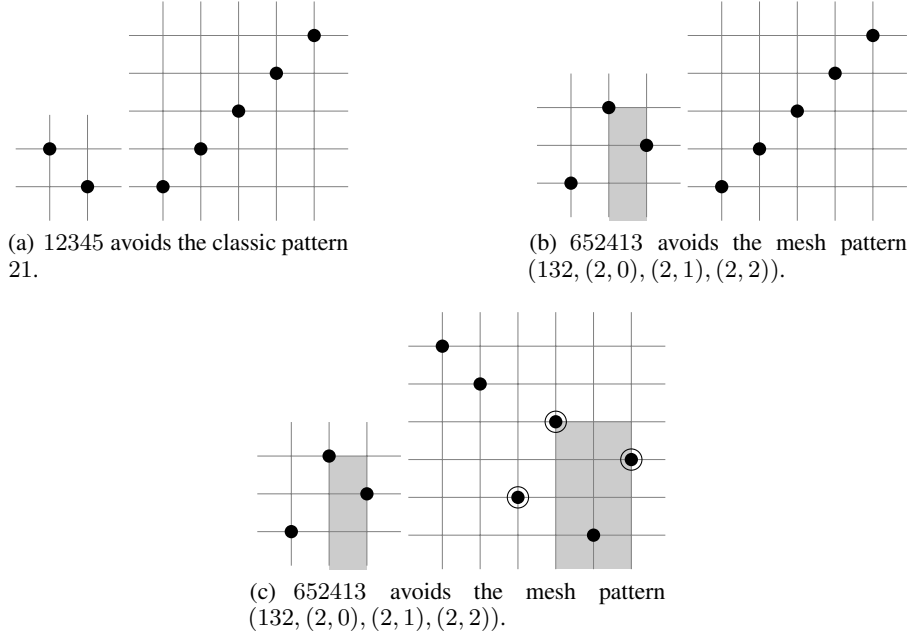 (a) 12345 avoids the classic pattern
21.
(b) 652413 avoids the mesh pattern
(132, (2, 0), (2, 1), (2, 2)).
(c) 652413 avoids the mesh pattern
(132, (2, 0), (2, 1), (2, 2)).